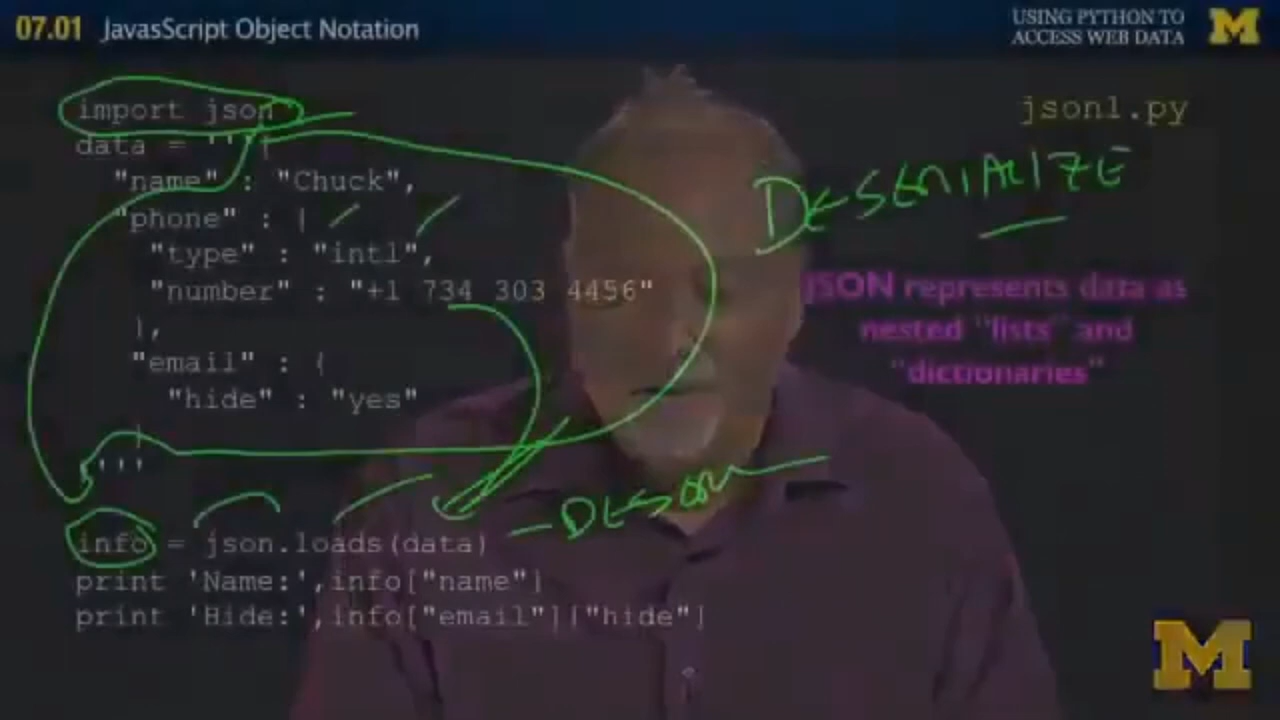 07.01 JavasScript Object Notation
USING PYTHON TO
ACCESS WEB DATA
M
import json
json1.py
data = '''{
"name" : "Chuck",
DESERIALIZE
"phone" : {
"type" : "intl",
"number" : "+1 734 303 4456"
JSON represents data as
nested "lists" and
"dictionaries"
},
"email" : {
"hide" : "yes"
}
'''
info = json.loads(data)
print 'Name:',info["name"]
print 'Hide:',info["email"]["hide"]
M